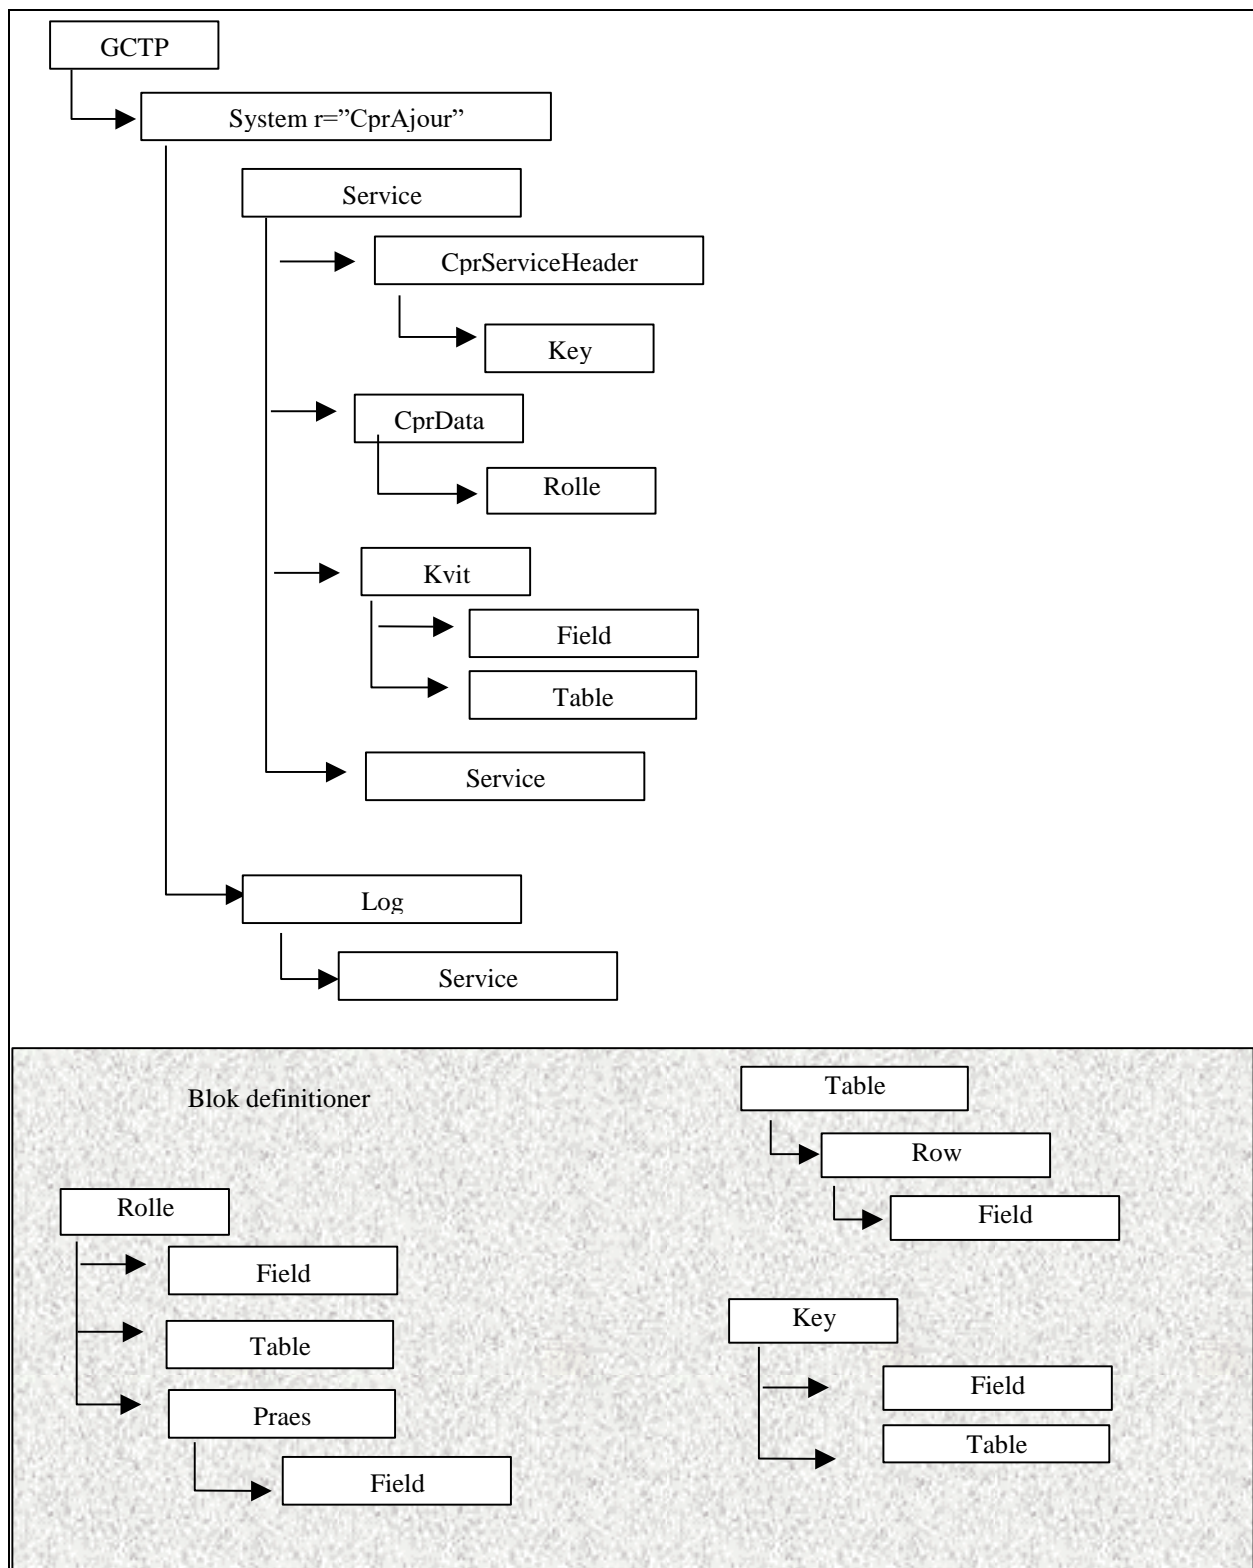 GCTP
System r=”CprAjour”
Service
CprServiceHeader
Key
CprData
Rolle
Kvit
Field
Table
Service
Log
Service
Blok definitioner
Rolle
Field
Table
Praes
Field
Table
Row
Field
Key
Field
Table